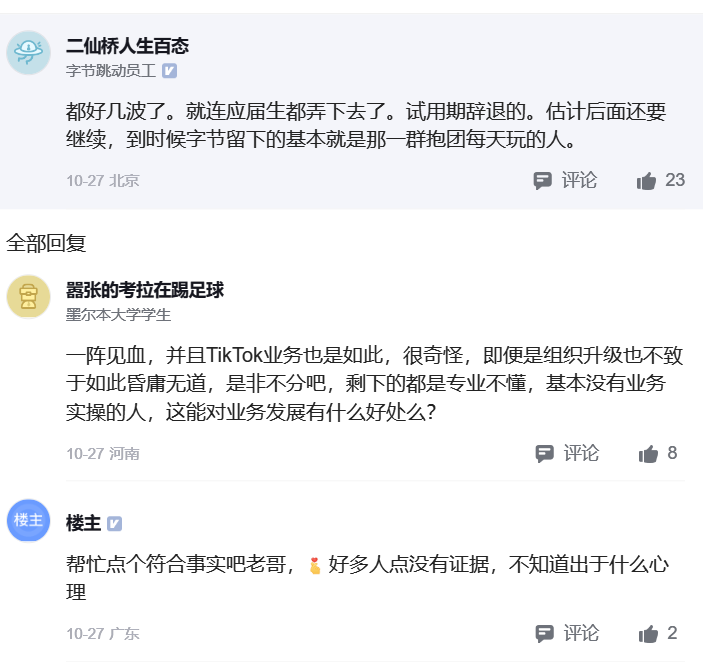 二仙桥人生百态
字节跳动员工
都好几波了。就连应届生都弄下去了。试用期辞退的。估计后面还要
继续，到时候字节留下的基本就是那一群抱团每天玩的人。
10-27 北京 评论 23
全部回复
嚣张的考拉在踢足球
墨尔本大学学生
一阵见血，并且TikTok业务也是如此，很奇怪，即便是组织升级也不致
于如此昏庸无道，是非不分吧，剩下的都是专业不懂，基本没有业务
实操的人，这能对业务发展有什么好处么？
10-27 河南 评论 8
楼主 楼主
帮忙点个符合事实吧老哥，🫰好多人点没有证据，不知道出于什么心
理
10-27 广东 评论 2